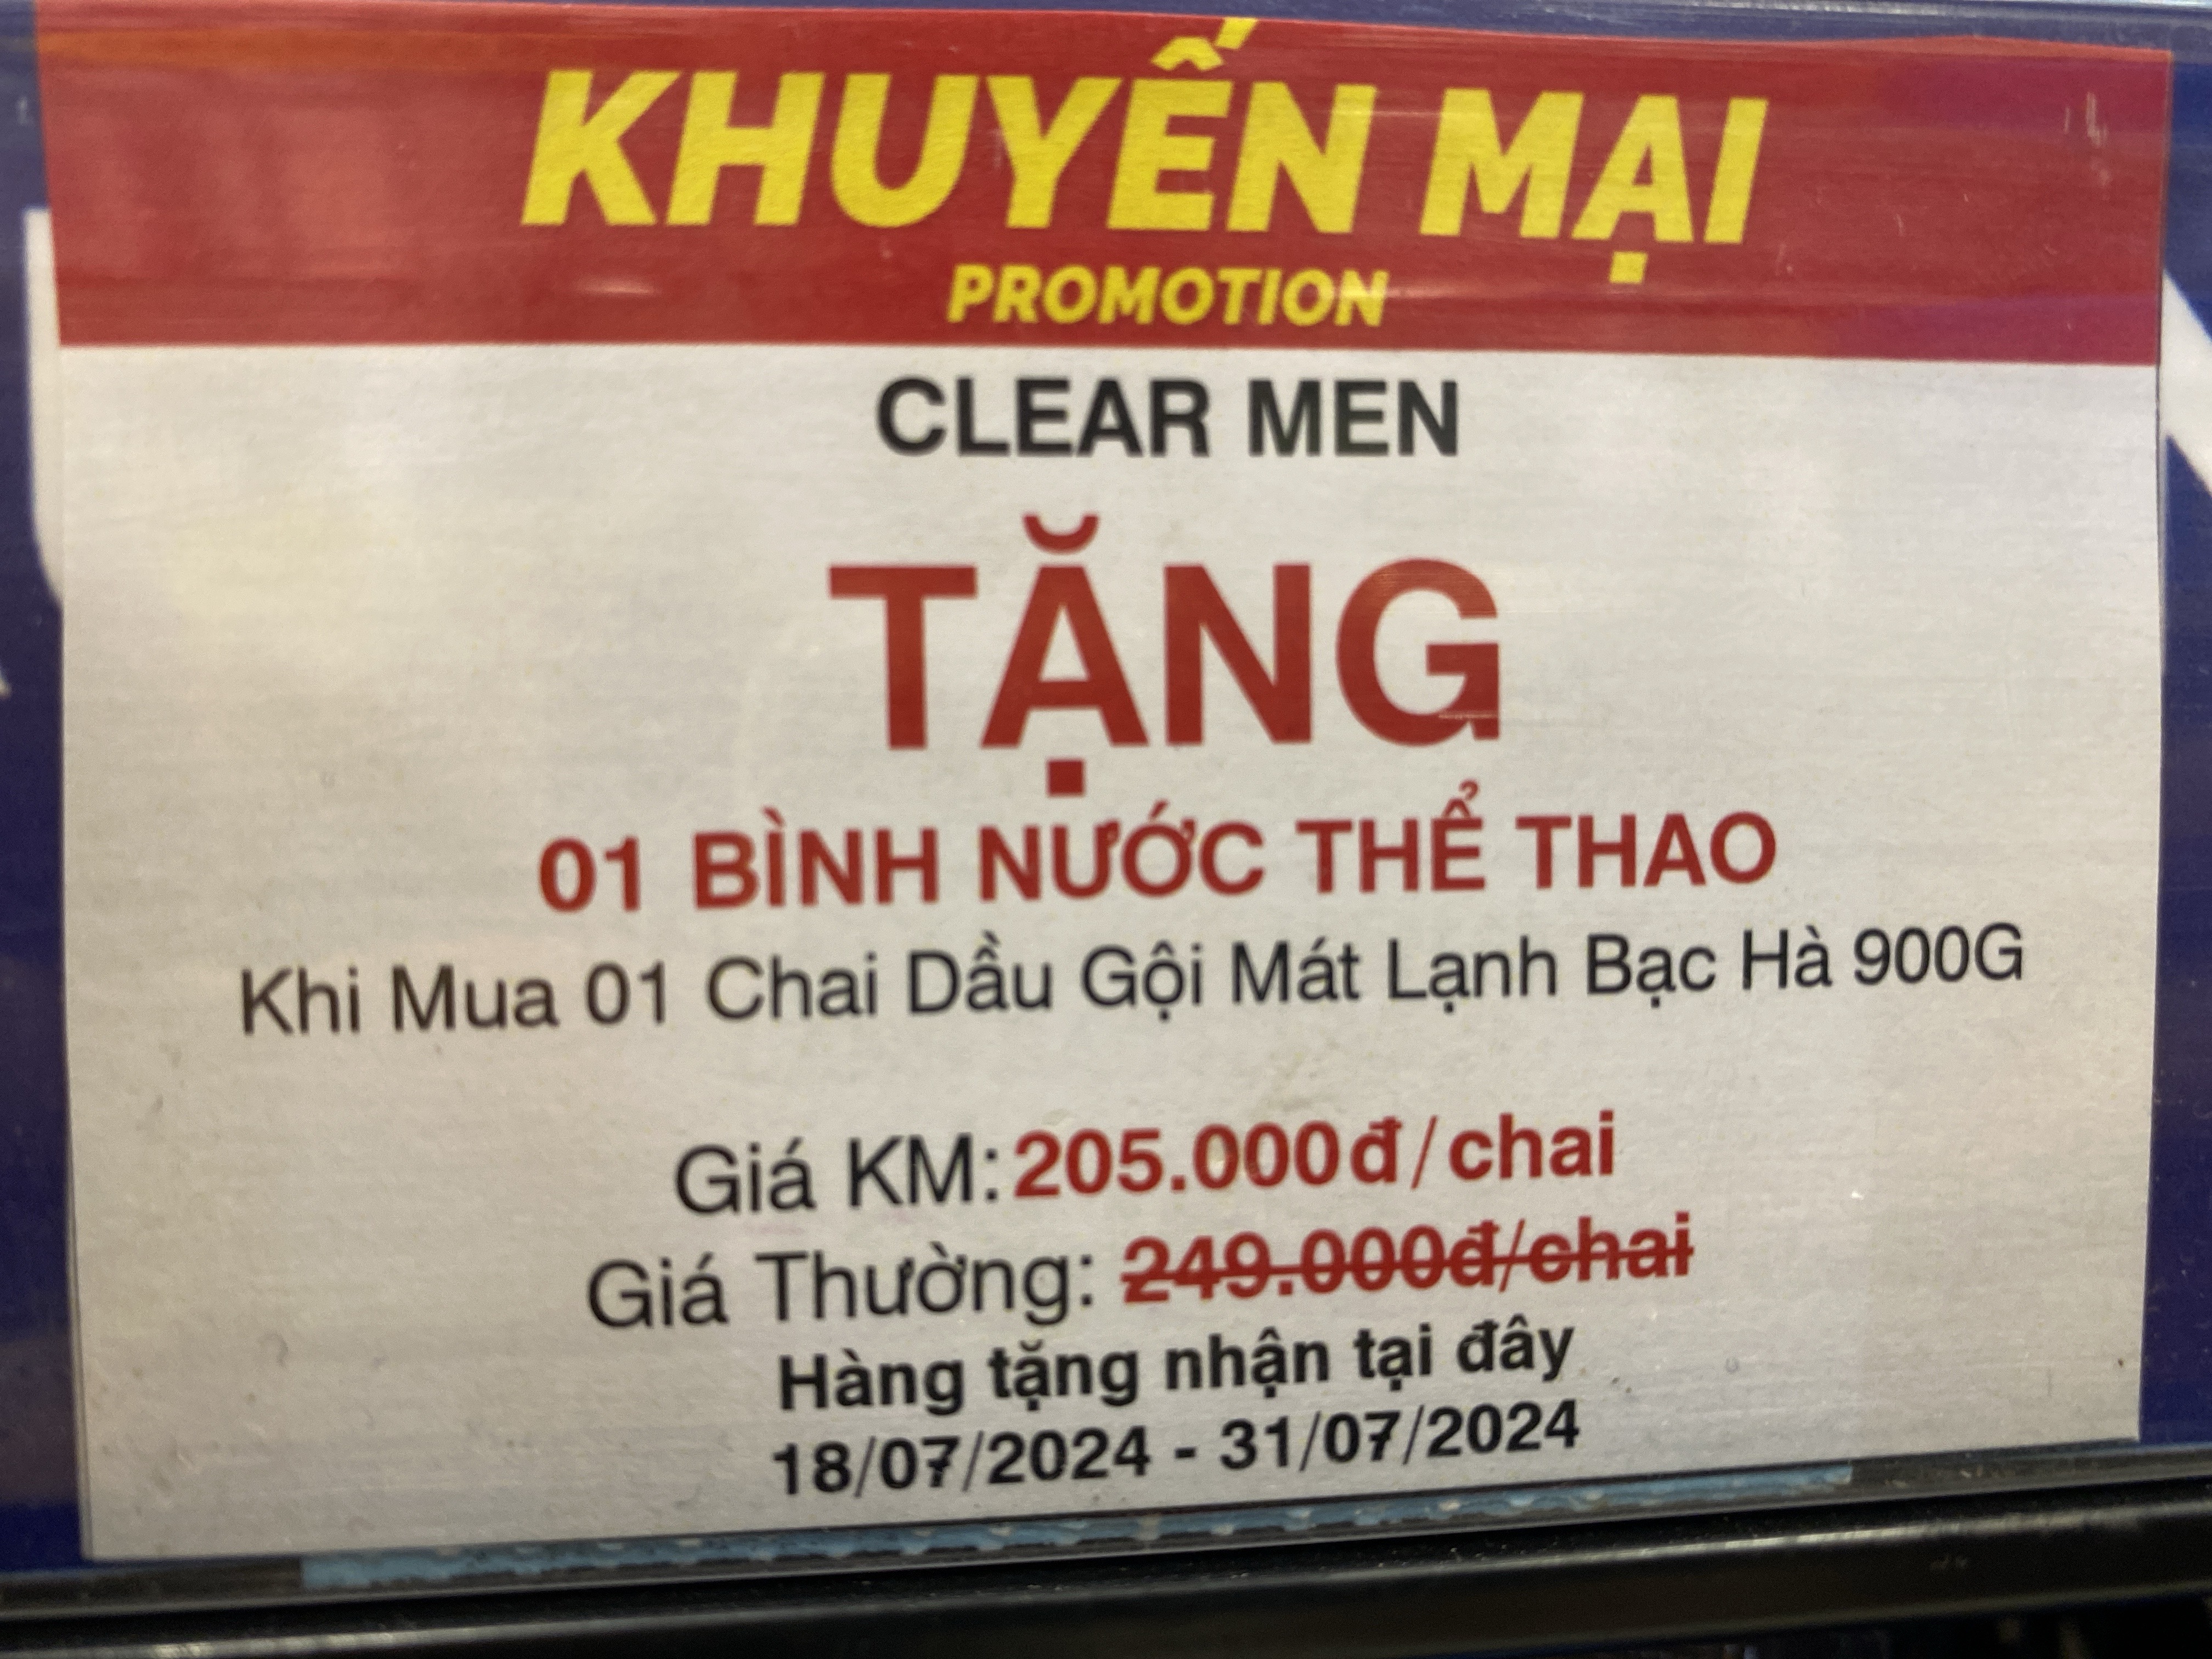 KHUYẾN MẠI
PROMOTION
CLEAR MEN
TẶNG
01 BÌNH NƯỚC THỂ THAO
Khi Mua 01 Chai Dầu Gội Mát Lạnh Bạc Hà 900G
Giá KM: 205.000đ/chai
Giá Thường: 249.000đ/chai
Hàng tặng nhận tại đây
18/07/2024 - 31/07/2024